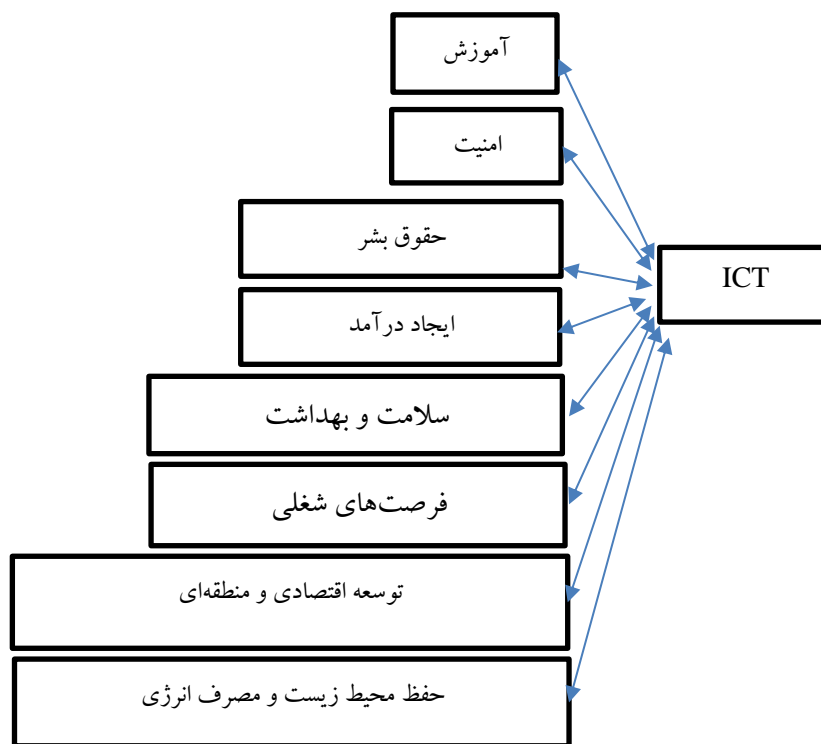 آموزش
امنیت
حقوق بشر
ICT
ایجاد درآمد
سلامت و بهداشت
فرصت‌های شغلی
توسعه اقتصادی و منطقه‌ای
حفظ محیط زیست و مصرف انرژی